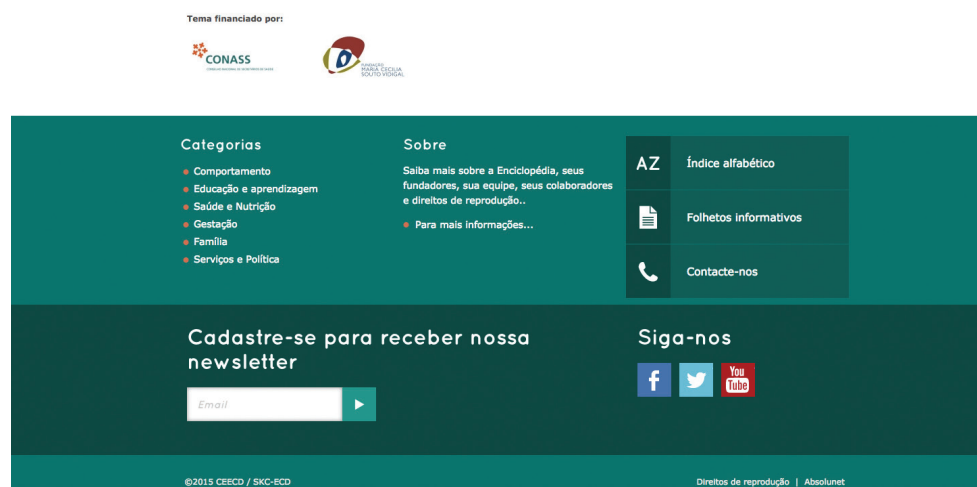 Tema financiado por:
CONASS
FUNDAÇÃO
MARIA CECILIA
SOUTO VIDIGAL
Categorias
Comportamento
Educação e aprendizagem
Saúde e Nutrição
Gestação
Família
Serviços e Política
Sobre
Saiba mais sobre a Enciclopédia, seus
fundadores, sua equipe, seus colaboradores
e direitos de reprodução..
Para mais informações...
AZ Índice alfabético
Folhetos informativos
Contacte-nos
Cadastre-se para receber nossa
newsletter
Email
Siga-nos
f
You
Tube
©2015 CEECD / SKC-ECD
Direitos de reprodução | Absolunet